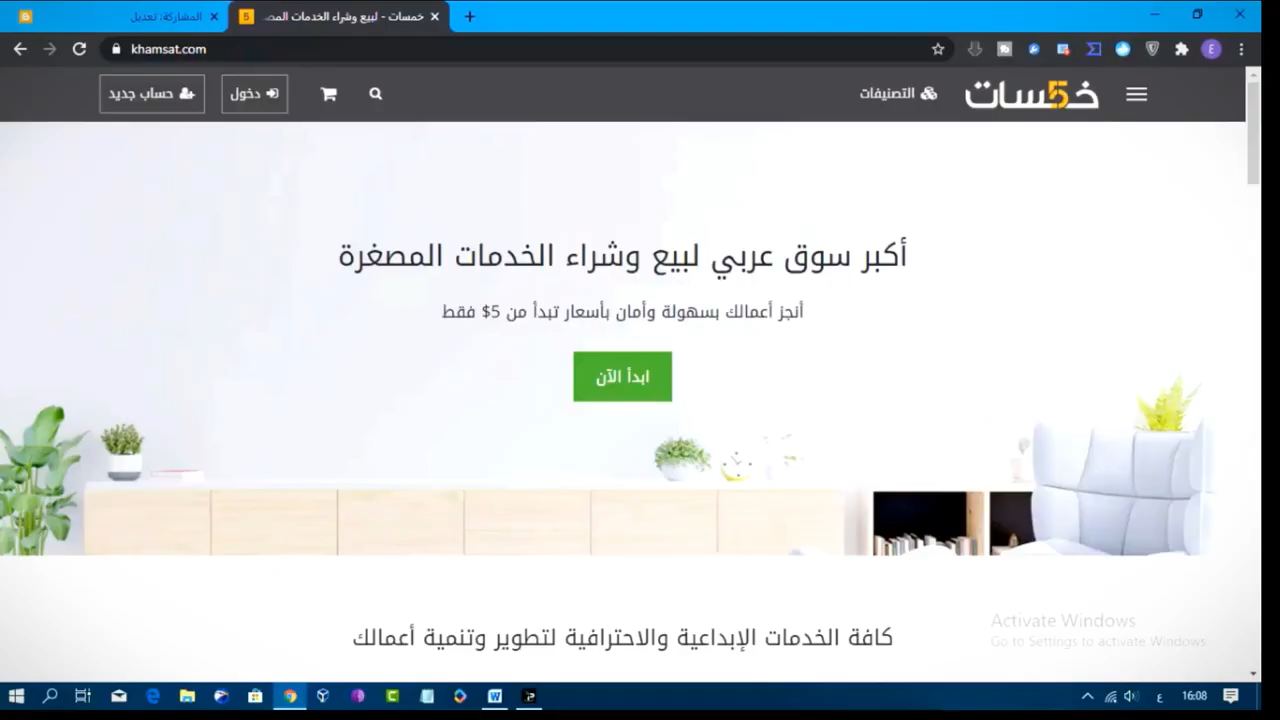 المشاركة: تعديل
خمسات - لبيع وشراء الخدمات المص
khamsat.com
E
خمسات
التصنيفات
دخول
حساب جديد
أكبر سوق عربي لبيع وشراء الخدمات المصغرة
أنجز أعمالك بسهولة وأمان بأسعار تبدأ من 5$ فقط
ابدأ الآن
كافة الخدمات الإبداعية والاحترافية لتطوير وتنمية أعمالك
Activate Windows
Go to Settings to activate Windows
ع
16:08